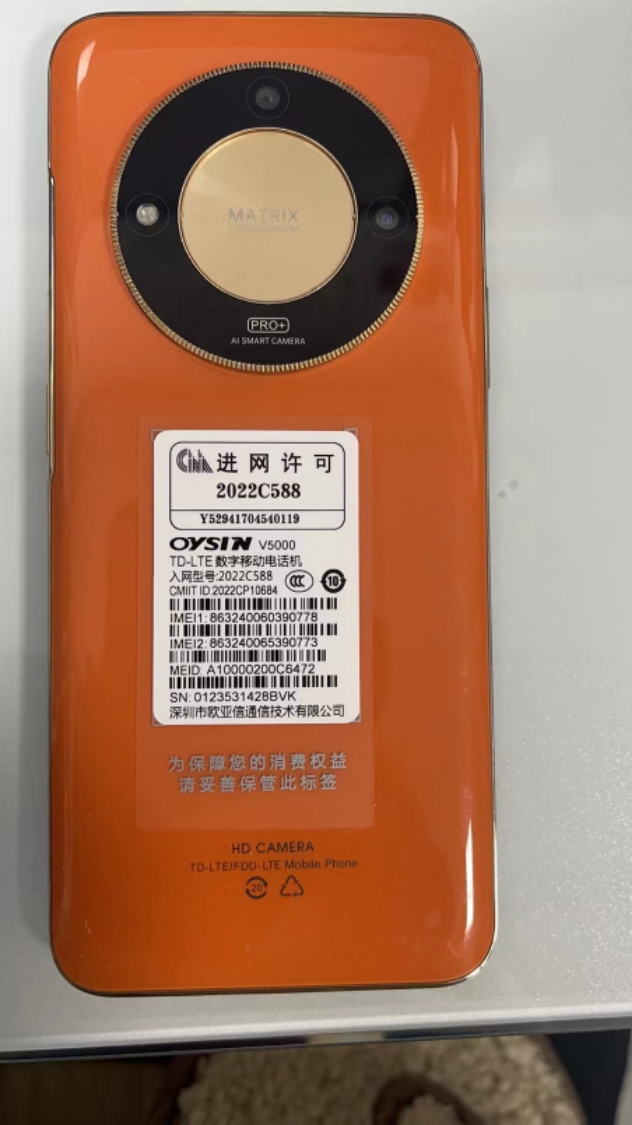 MATRIX
PRO+
AI SMART CAMERA
进网许可
2022C588
Y52941704540119
OYSIN V5000
TD-LTE 数字移动电话机
入网型号:2022C588
CMIIT ID:2022CP10684
CCC
10
IMEI1: 863240060390778
IMEI2: 863240065390773
MEID: A10000200C6472
SN: 0123531428BVK
深圳市欧亚信通信技术有限公司
为保障您的消费权益
请妥善保管此标签
HD CAMERA
TD-LTE/FDD-LTE Mobile Phone
20